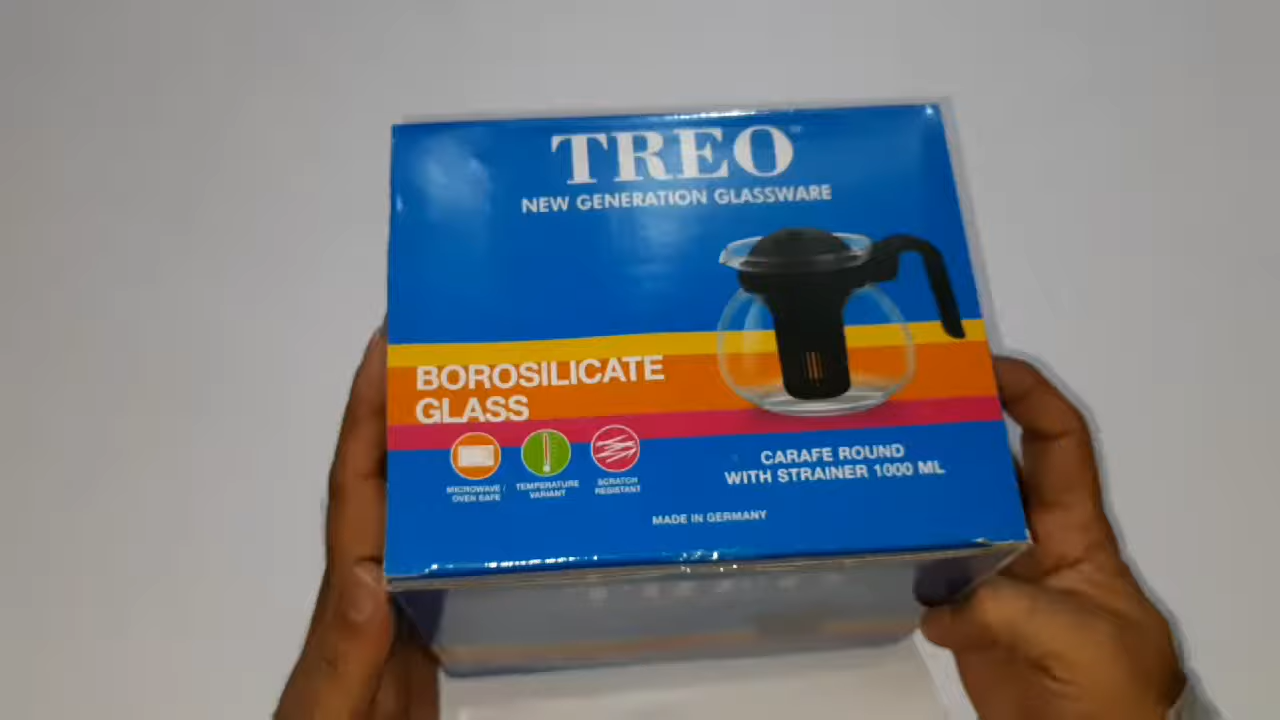 TREO™
NEW GENERATION GLASSWARE
BOROSILICATE
GLASS
MICROWAVE /
OVEN SAFE
TEMPERATURE
VARIANT
SCRATCH
RESISTANT
CARAFE ROUND
WITH STRAINER 1000 ML
MADE IN GERMANY